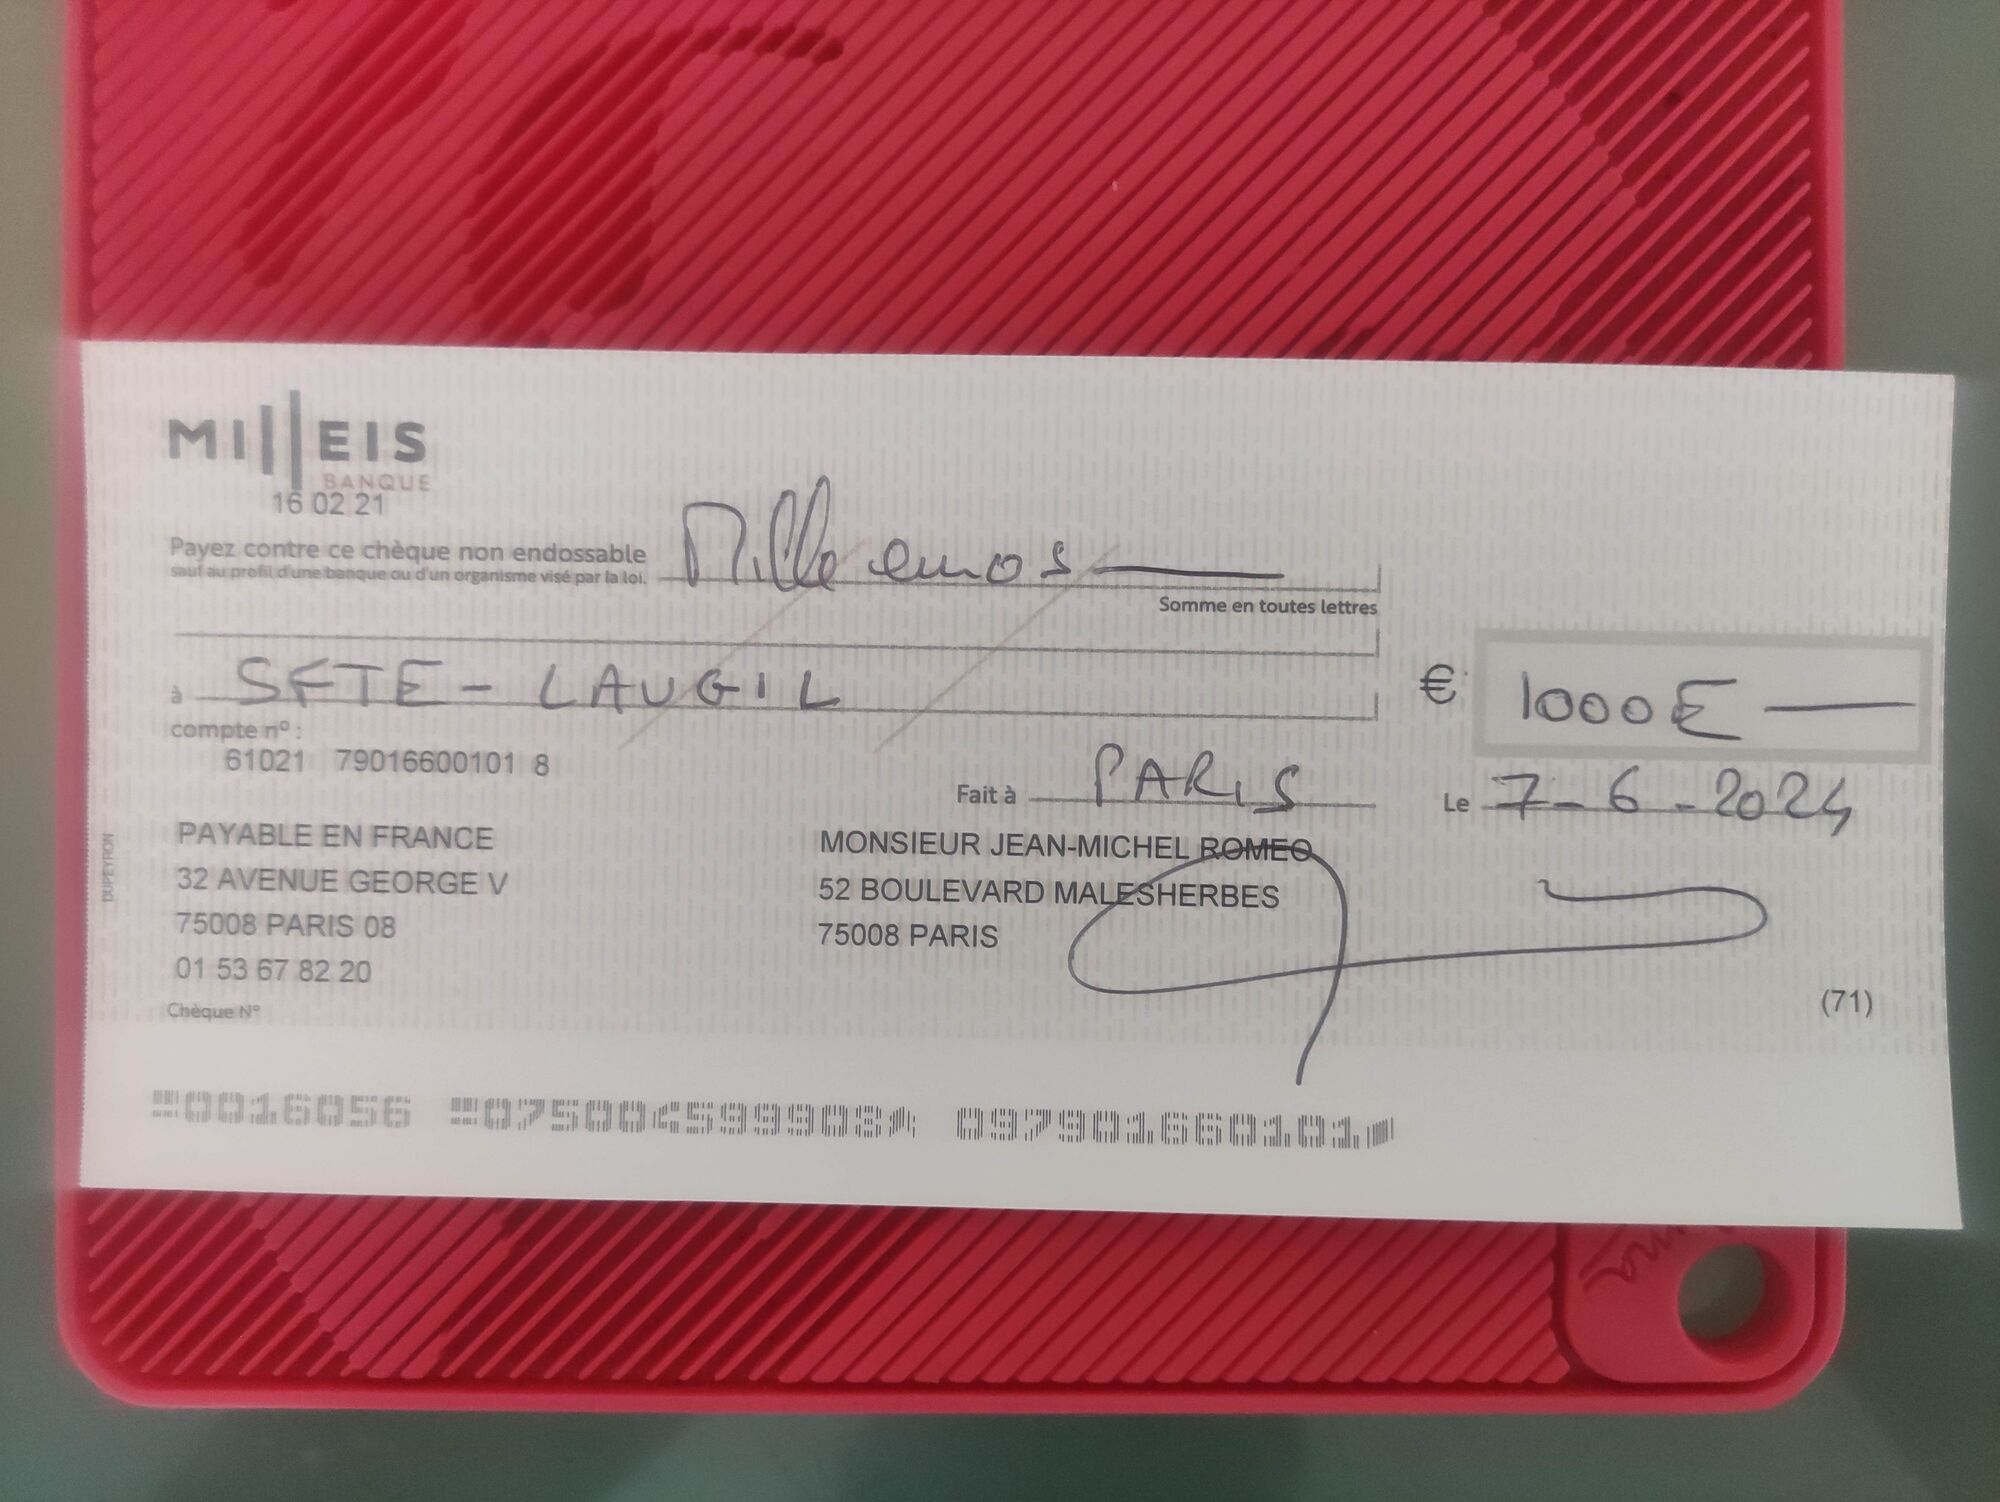 MILLEIS
BANQUE
16 02 21
Payez contre ce chèque non endossable
sauf au profil d'une banque ou d'un organisme visé par la loi.
Mille euros
Somme en toutes lettres
à SFTE - LAUGIL
€ 1000€
compte n° :
61021 79016600101 8
Fait à PARIS Le 7-6-2024
PAYABLE EN FRANCE
32 AVENUE GEORGE V
75008 PARIS 08
01 53 67 82 20
MONSIEUR JEAN-MICHEL ROMEO
52 BOULEVARD MALESHERBES
75008 PARIS
DUPEYRON
Chèque N°
(71)
0016056 075004599908 097901660101